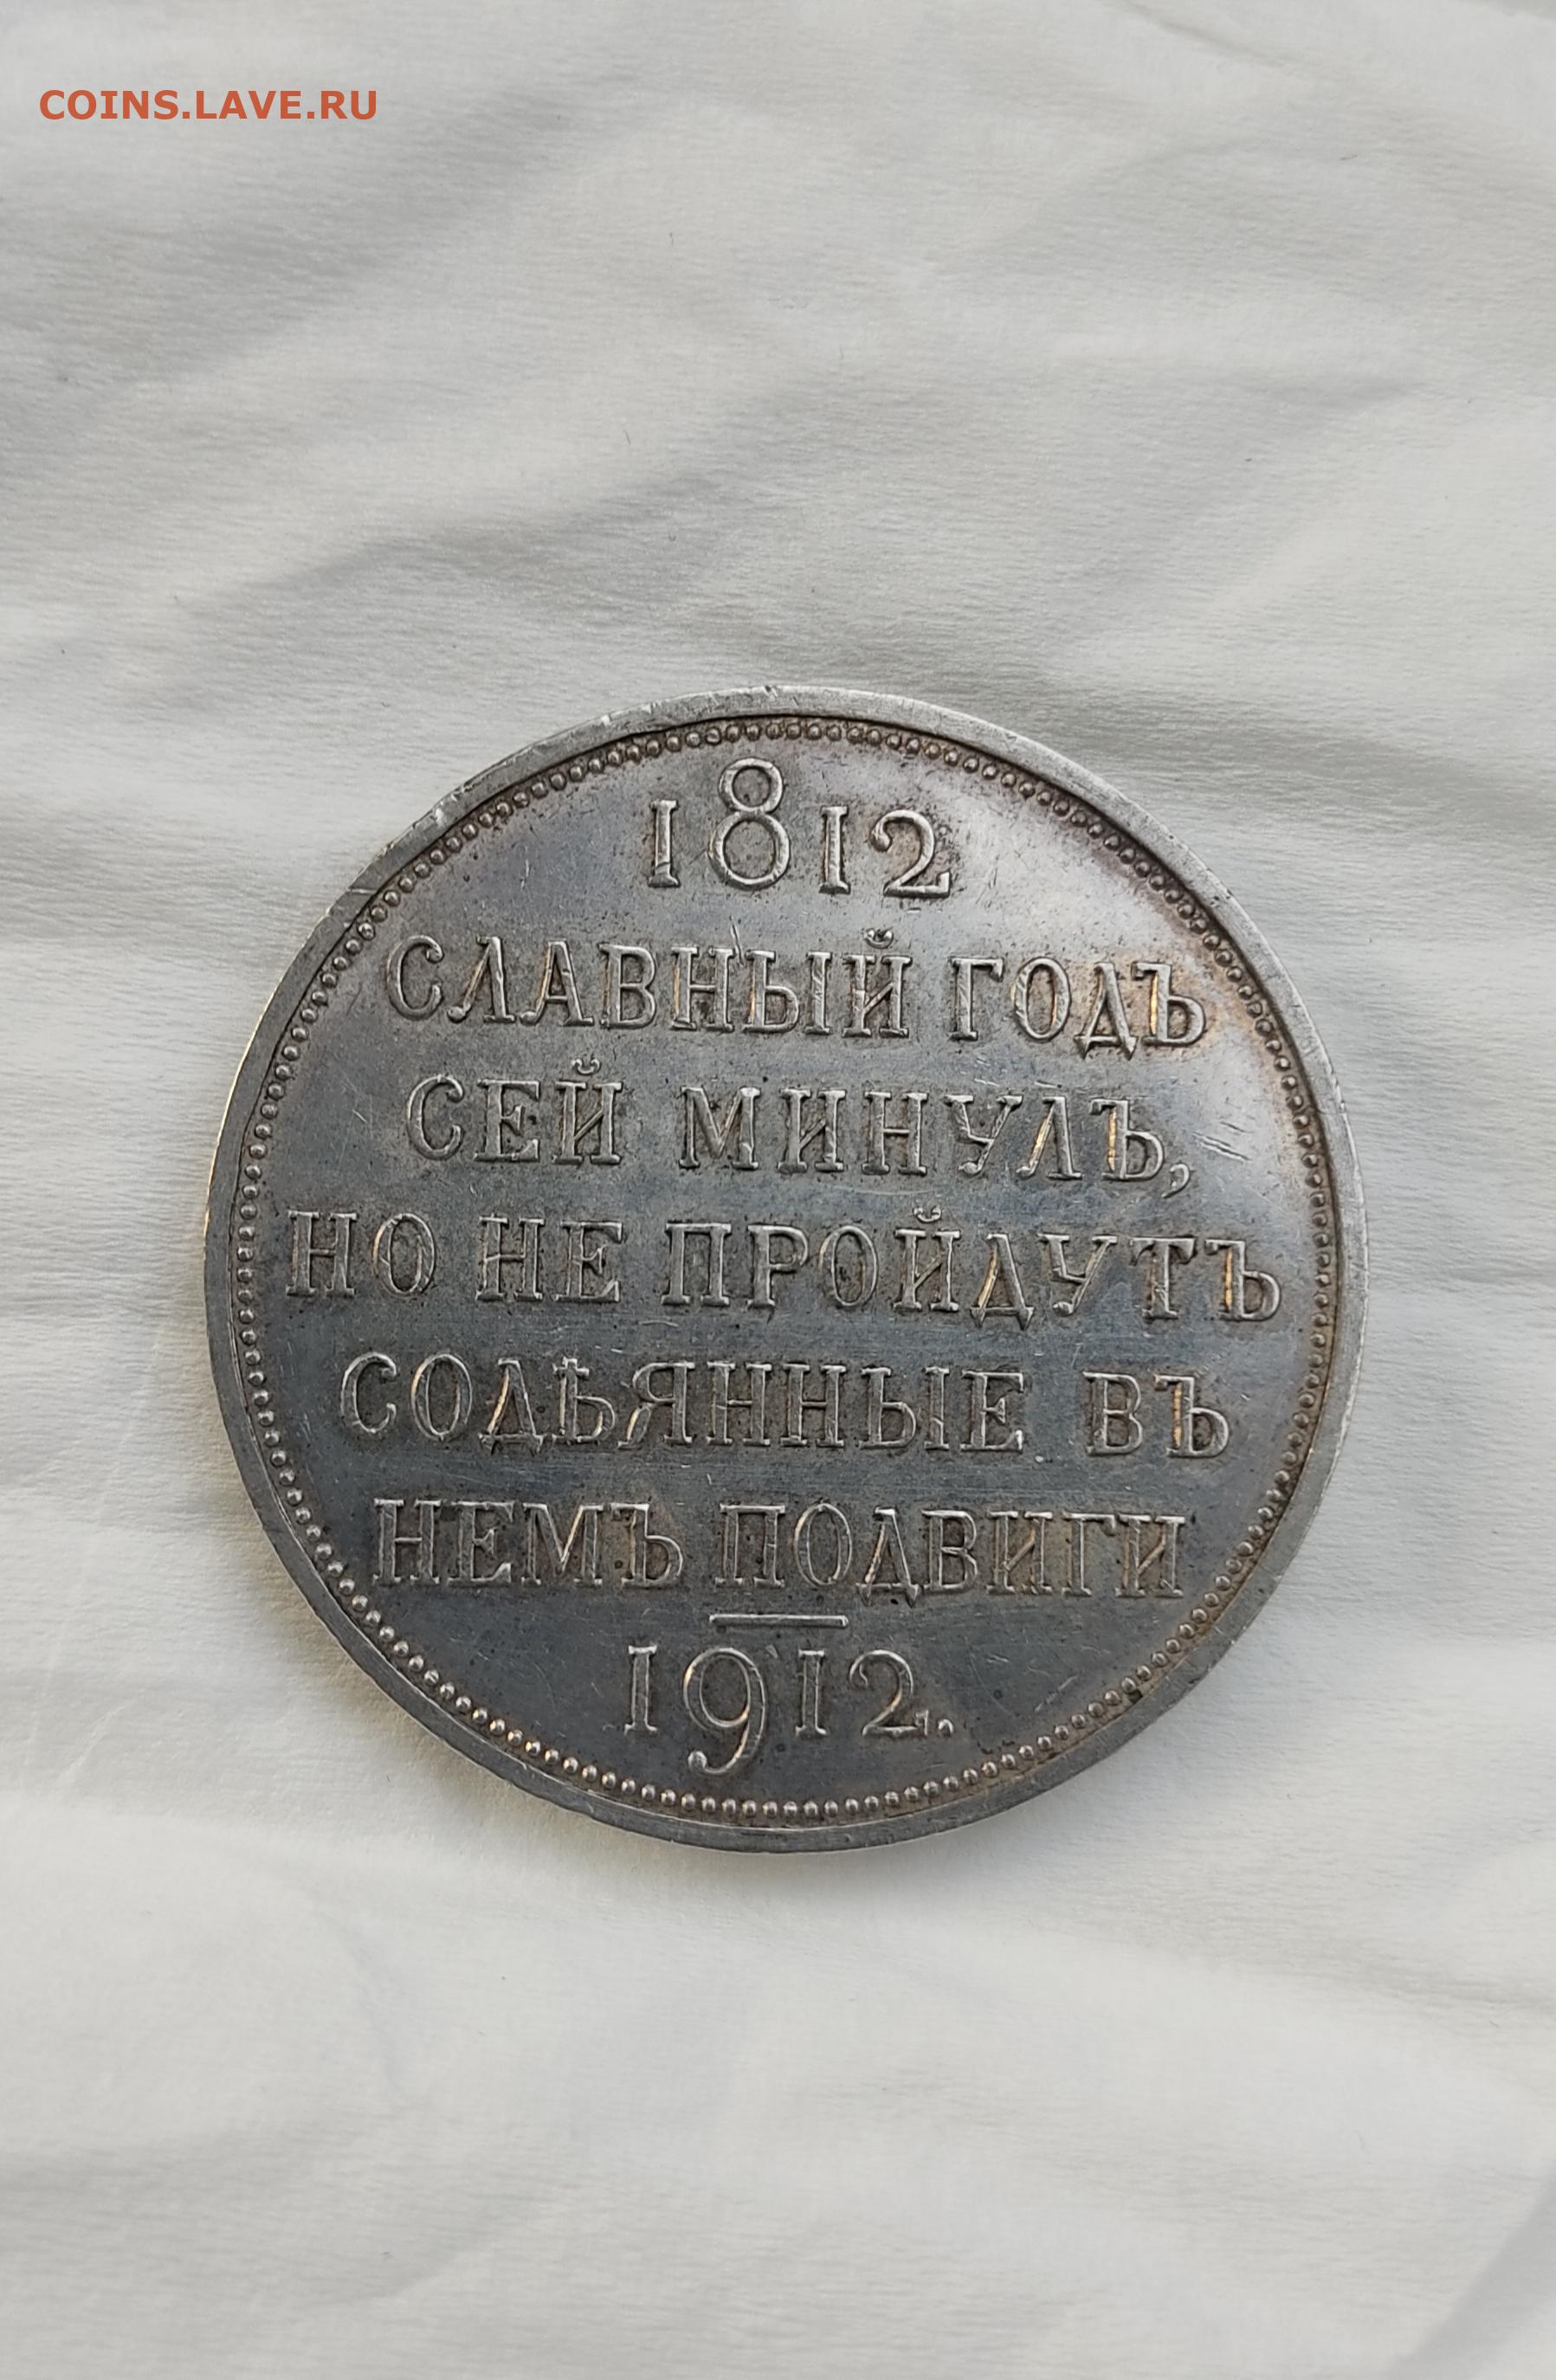 COINS.LAVE.RU
1812
СЛАВНЫЙ ГОДЪ
СЕЙ МИНУЛЪ,
НО НЕ ПРОЙДУТЪ
СОДѢЯННЫЕ ВЪ
НЕМЪ ПОДВИГИ
1912.